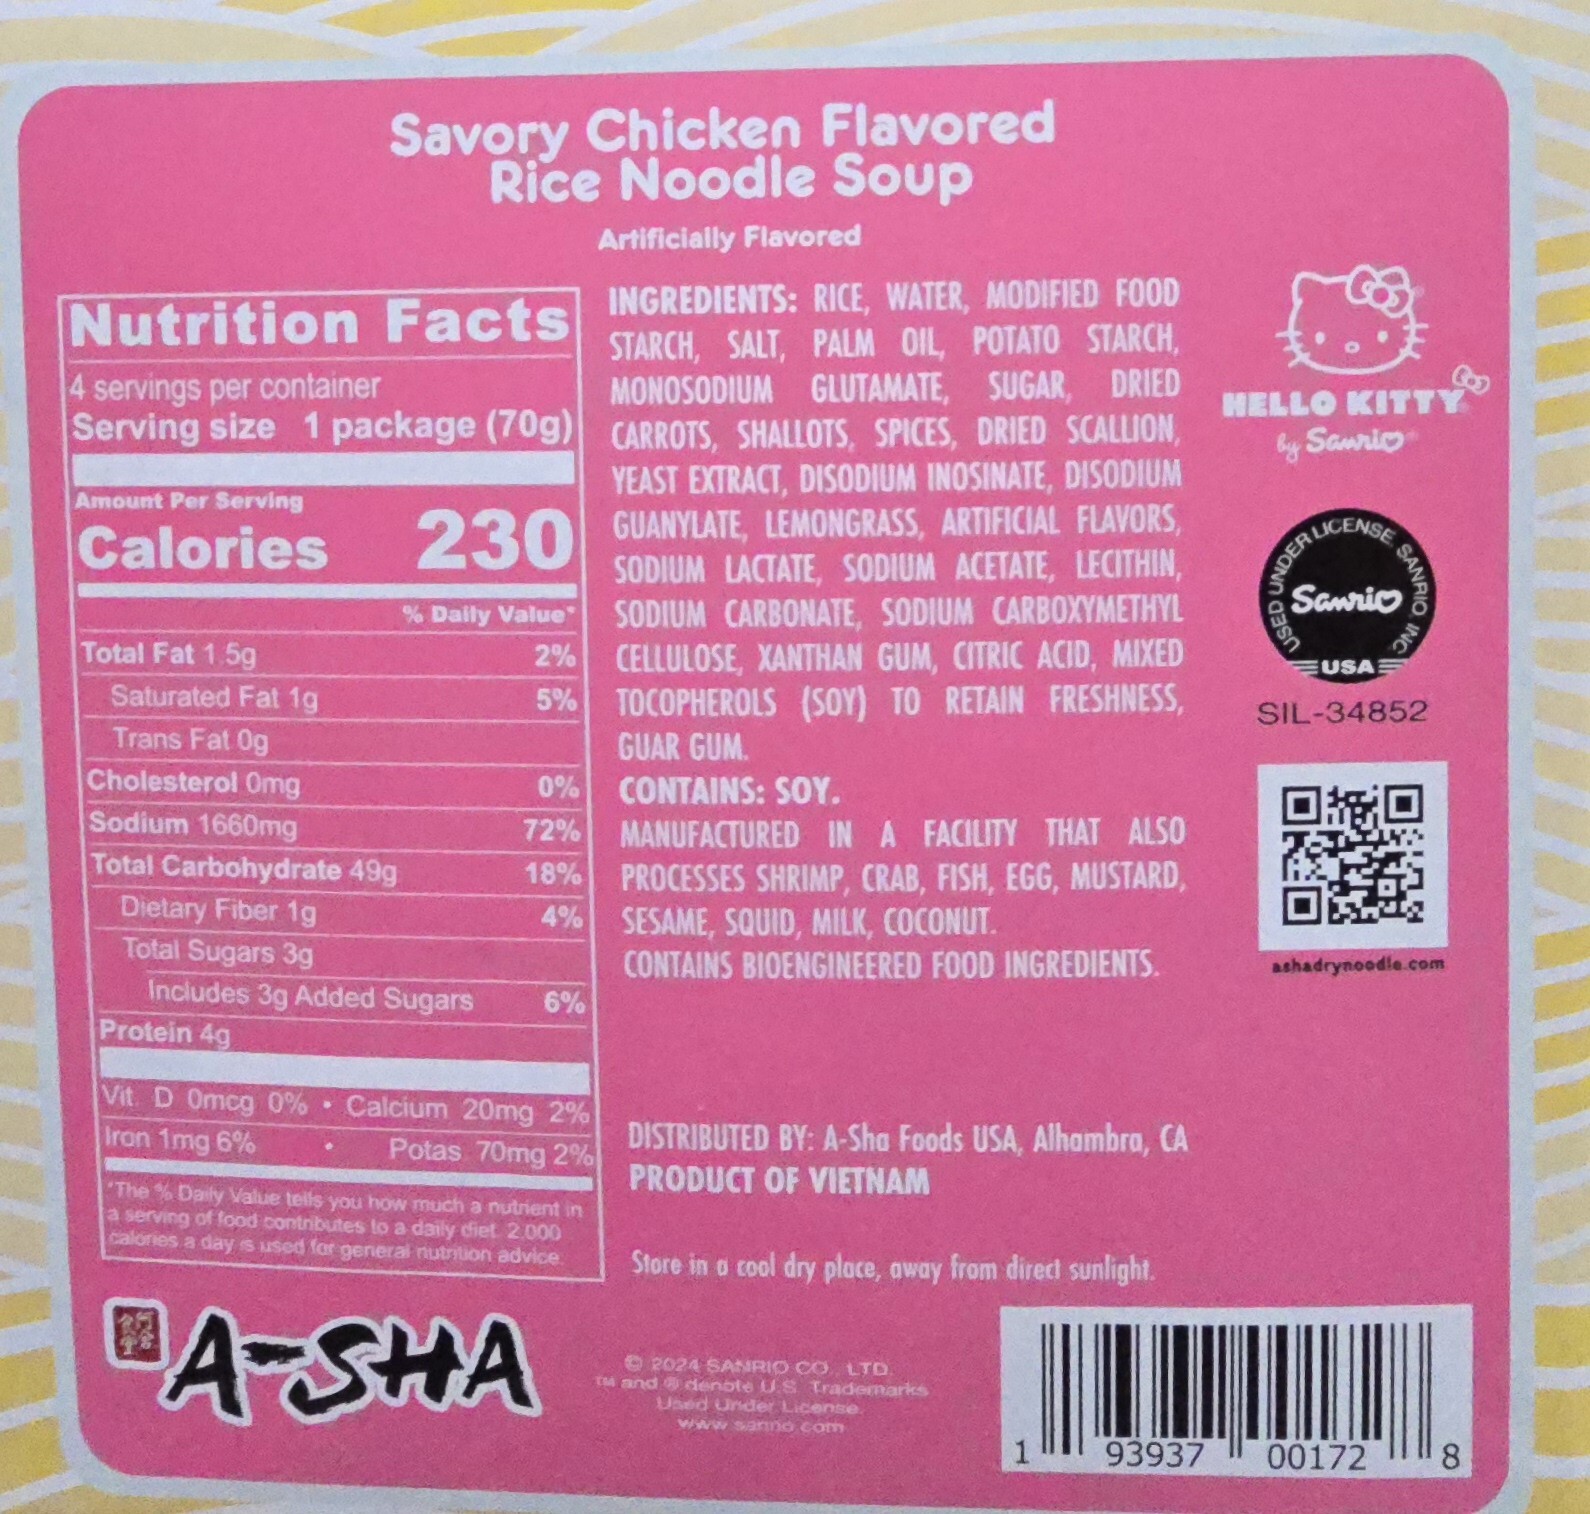 Savory Chicken Flavored
Rice Noodle Soup
Artificially Flavored
Nutrition Facts
4 servings per container
Serving size 1 package (70g)
Amount Per Serving
Calories 230
% Daily Value*
Total Fat 1.5g 2%
Saturated Fat 1g 5%
Trans Fat 0g
Cholesterol 0mg 0%
Sodium 1660mg 72%
Total Carbohydrate 49g 18%
Dietary Fiber 1g 4%
Total Sugars 3g
Includes 3g Added Sugars 6%
Protein 4g
Vit. D 0mcg 0% • Calcium 20mg 2%
Iron 1mg 6% • Potas. 70mg 2%
*The % Daily Value tells you how much a nutrient in
a serving of food contributes to a daily diet. 2,000
calories a day is used for general nutrition advice.
INGREDIENTS: RICE, WATER, MODIFIED FOOD
STARCH, SALT, PALM OIL, POTATO STARCH,
MONOSODIUM GLUTAMATE, SUGAR, DRIED
CARROTS, SHALLOTS, SPICES, DRIED SCALLION,
YEAST EXTRACT, DISODIUM INOSINATE, DISODIUM
GUANYLATE, LEMONGRASS, ARTIFICIAL FLAVORS,
SODIUM LACTATE, SODIUM ACETATE, LECITHIN,
SODIUM CARBONATE, SODIUM CARBOXYMETHYL
CELLULOSE, XANTHAN GUM, CITRIC ACID, MIXED
TOCOPHEROLS (SOY) TO RETAIN FRESHNESS,
GUAR GUM.
CONTAINS: SOY.
MANUFACTURED IN A FACILITY THAT ALSO
PROCESSES SHRIMP, CRAB, FISH, EGG, MUSTARD,
SESAME, SQUID, MILK, COCONUT.
CONTAINS BIOENGINEERED FOOD INGREDIENTS.
DISTRIBUTED BY: A-Sha Foods USA, Alhambra, CA
PRODUCT OF VIETNAM
Store in a cool dry place, away from direct sunlight.
HELLO KITTY
by Sanrio
USED UNDER LICENSE SANRIO, INC.
Sanrio
USA
SIL-34852
ashadrynoodle.com
A-SHA
© 2024 SANRIO CO., LTD.
TM and ® denote U.S. Trademarks
Used Under License.
www.sanrio.com
1 93937 00172 8